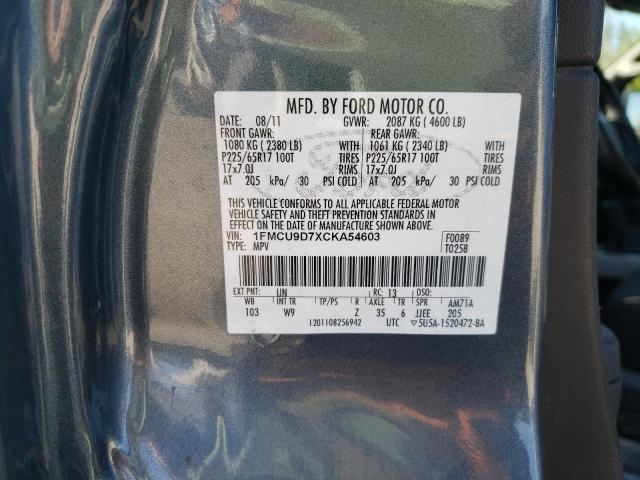 MFD. BY FORD MOTOR CO.
DATE: 08/11 GVWR: 2087 KG ( 4600 LB)
FRONT GAWR: REAR GAWR:
1080 KG ( 2380 LB) WITH 1061 KG ( 2340 LB) WITH
P225/65R17 100T TIRES P225/65R17 100T TIRES
17x7.0J RIMS 17x7.0J RIMS
AT 205 kPa/ 30 PSI COLD AT 205 kPa/ 30 PSI COLD
THIS VEHICLE CONFORMS TO ALL APPLICABLE FEDERAL MOTOR
VEHICLE SAFETY AND THEFT PREVENTION STANDARDS IN
EFFECT ON THE DATE OF MANUFACTURE SHOWN ABOVE.
VIN: 1FMCU9D7XCKA54603 F0089
TYPE: MPV T0258
EXT PNT: UN RC: 13 DSO:
WB INT TR TP/PS R AXLE TR SPR AM71A
103 W9 Z 35 6 JJEE 205
1201108256942 UTC ▽5U5A-1520472-BA